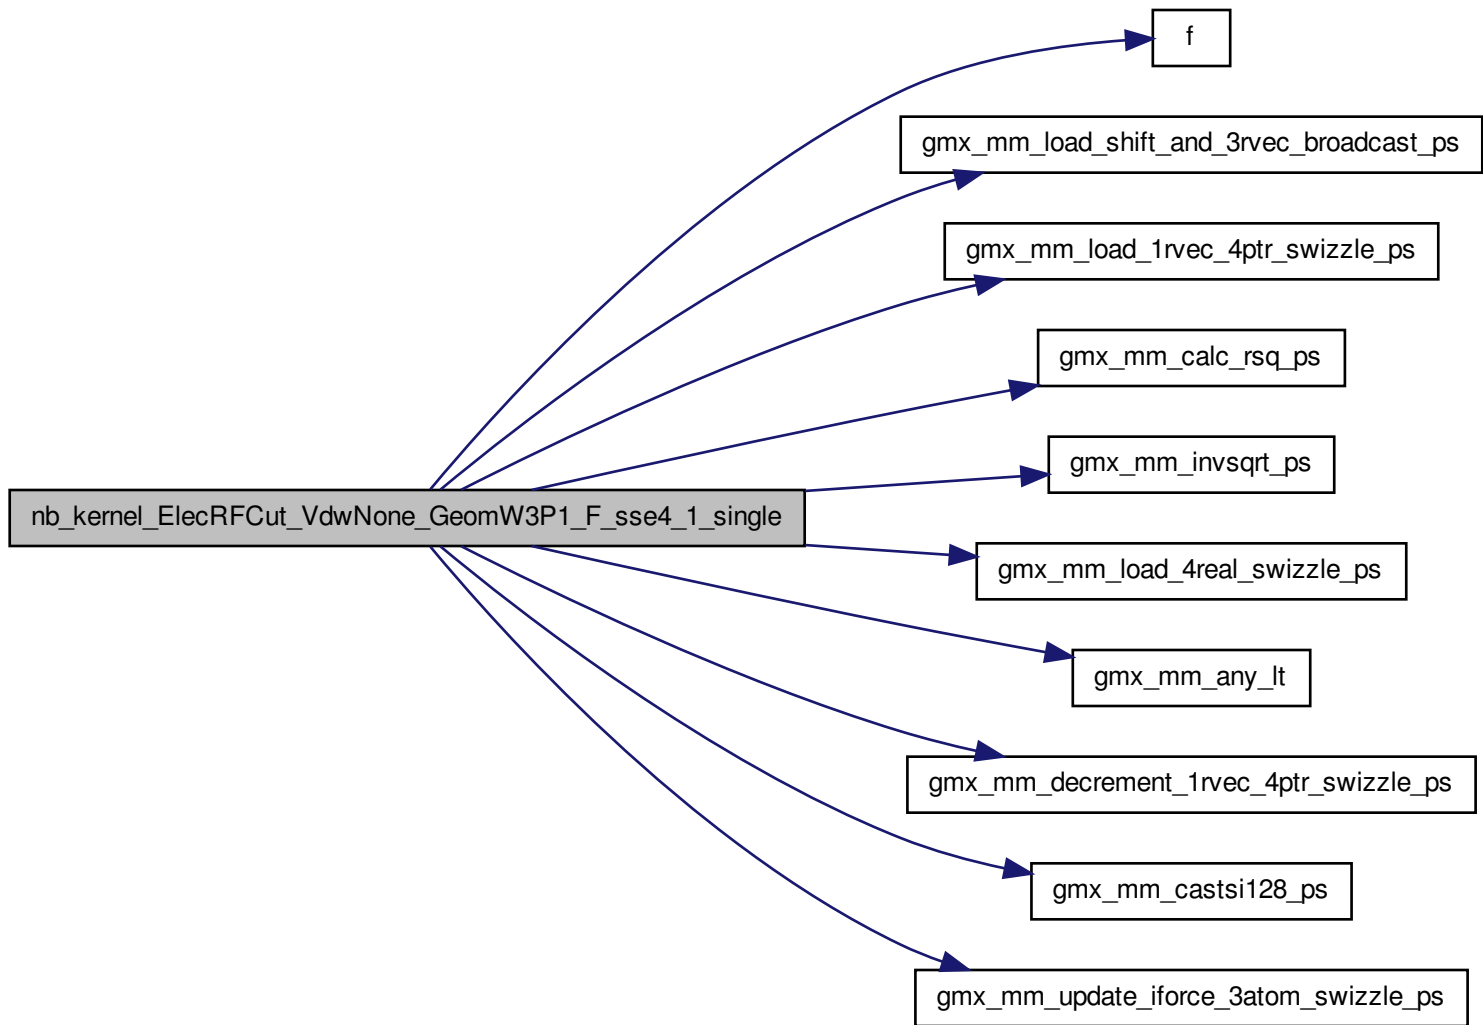 f
gmx_mm_load_shift_and_3rvec_broadcast_ps
gmx_mm_load_1rvec_4ptr_swizzle_ps
gmx_mm_calc_rsq_ps
gmx_mm_invsqrt_ps
nb_kernel_ElecRFCut_VdwNone_GeomW3P1_F_sse4_1_single
gmx_mm_load_4real_swizzle_ps
gmx_mm_any_lt
gmx_mm_decrement_1rvec_4ptr_swizzle_ps
gmx_mm_castsi128_ps
gmx_mm_update_iforce_3atom_swizzle_ps